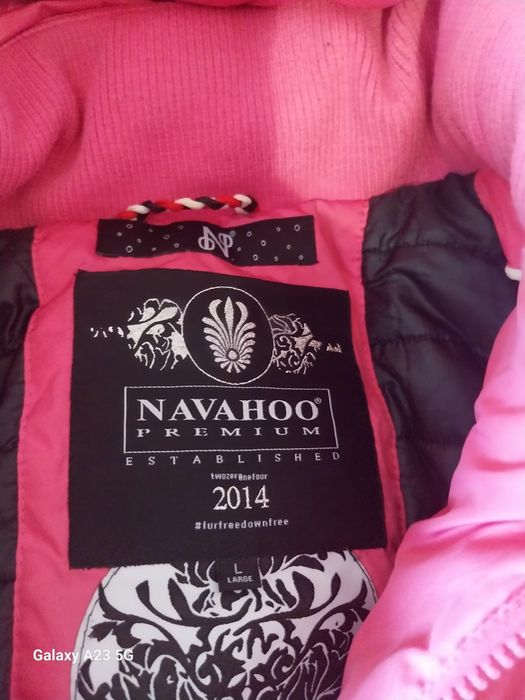 NP
NAVAHOO®
PREMIUM
ESTABLISHED
twozeroonefour
2014
#furfreedownfree
L
LARGE
Galaxy A23 5G